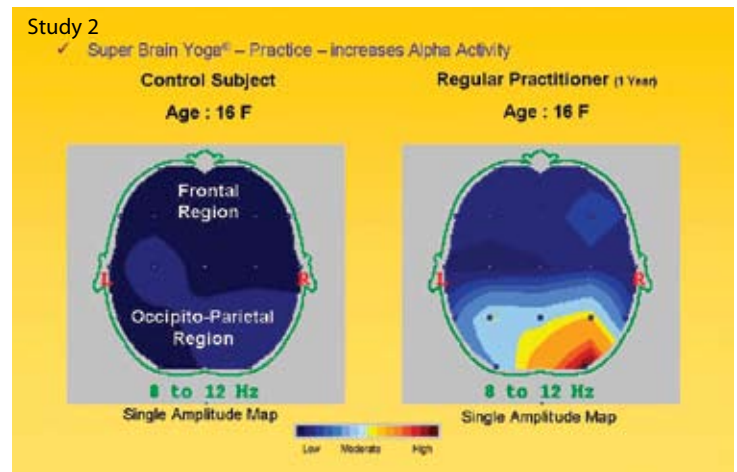 Study 2
✓ Super Brain Yoga® – Practice – increases Alpha Activity
Control Subject
Age : 16 F
Frontal
Region
L
R
Occipito-Parietal
Region
8 to 12 Hz
Single Amplitude Map
Regular Practitioner (1 Year)
Age : 16 F
L
R
8 to 12 Hz
Single Amplitude Map
Low Moderate High